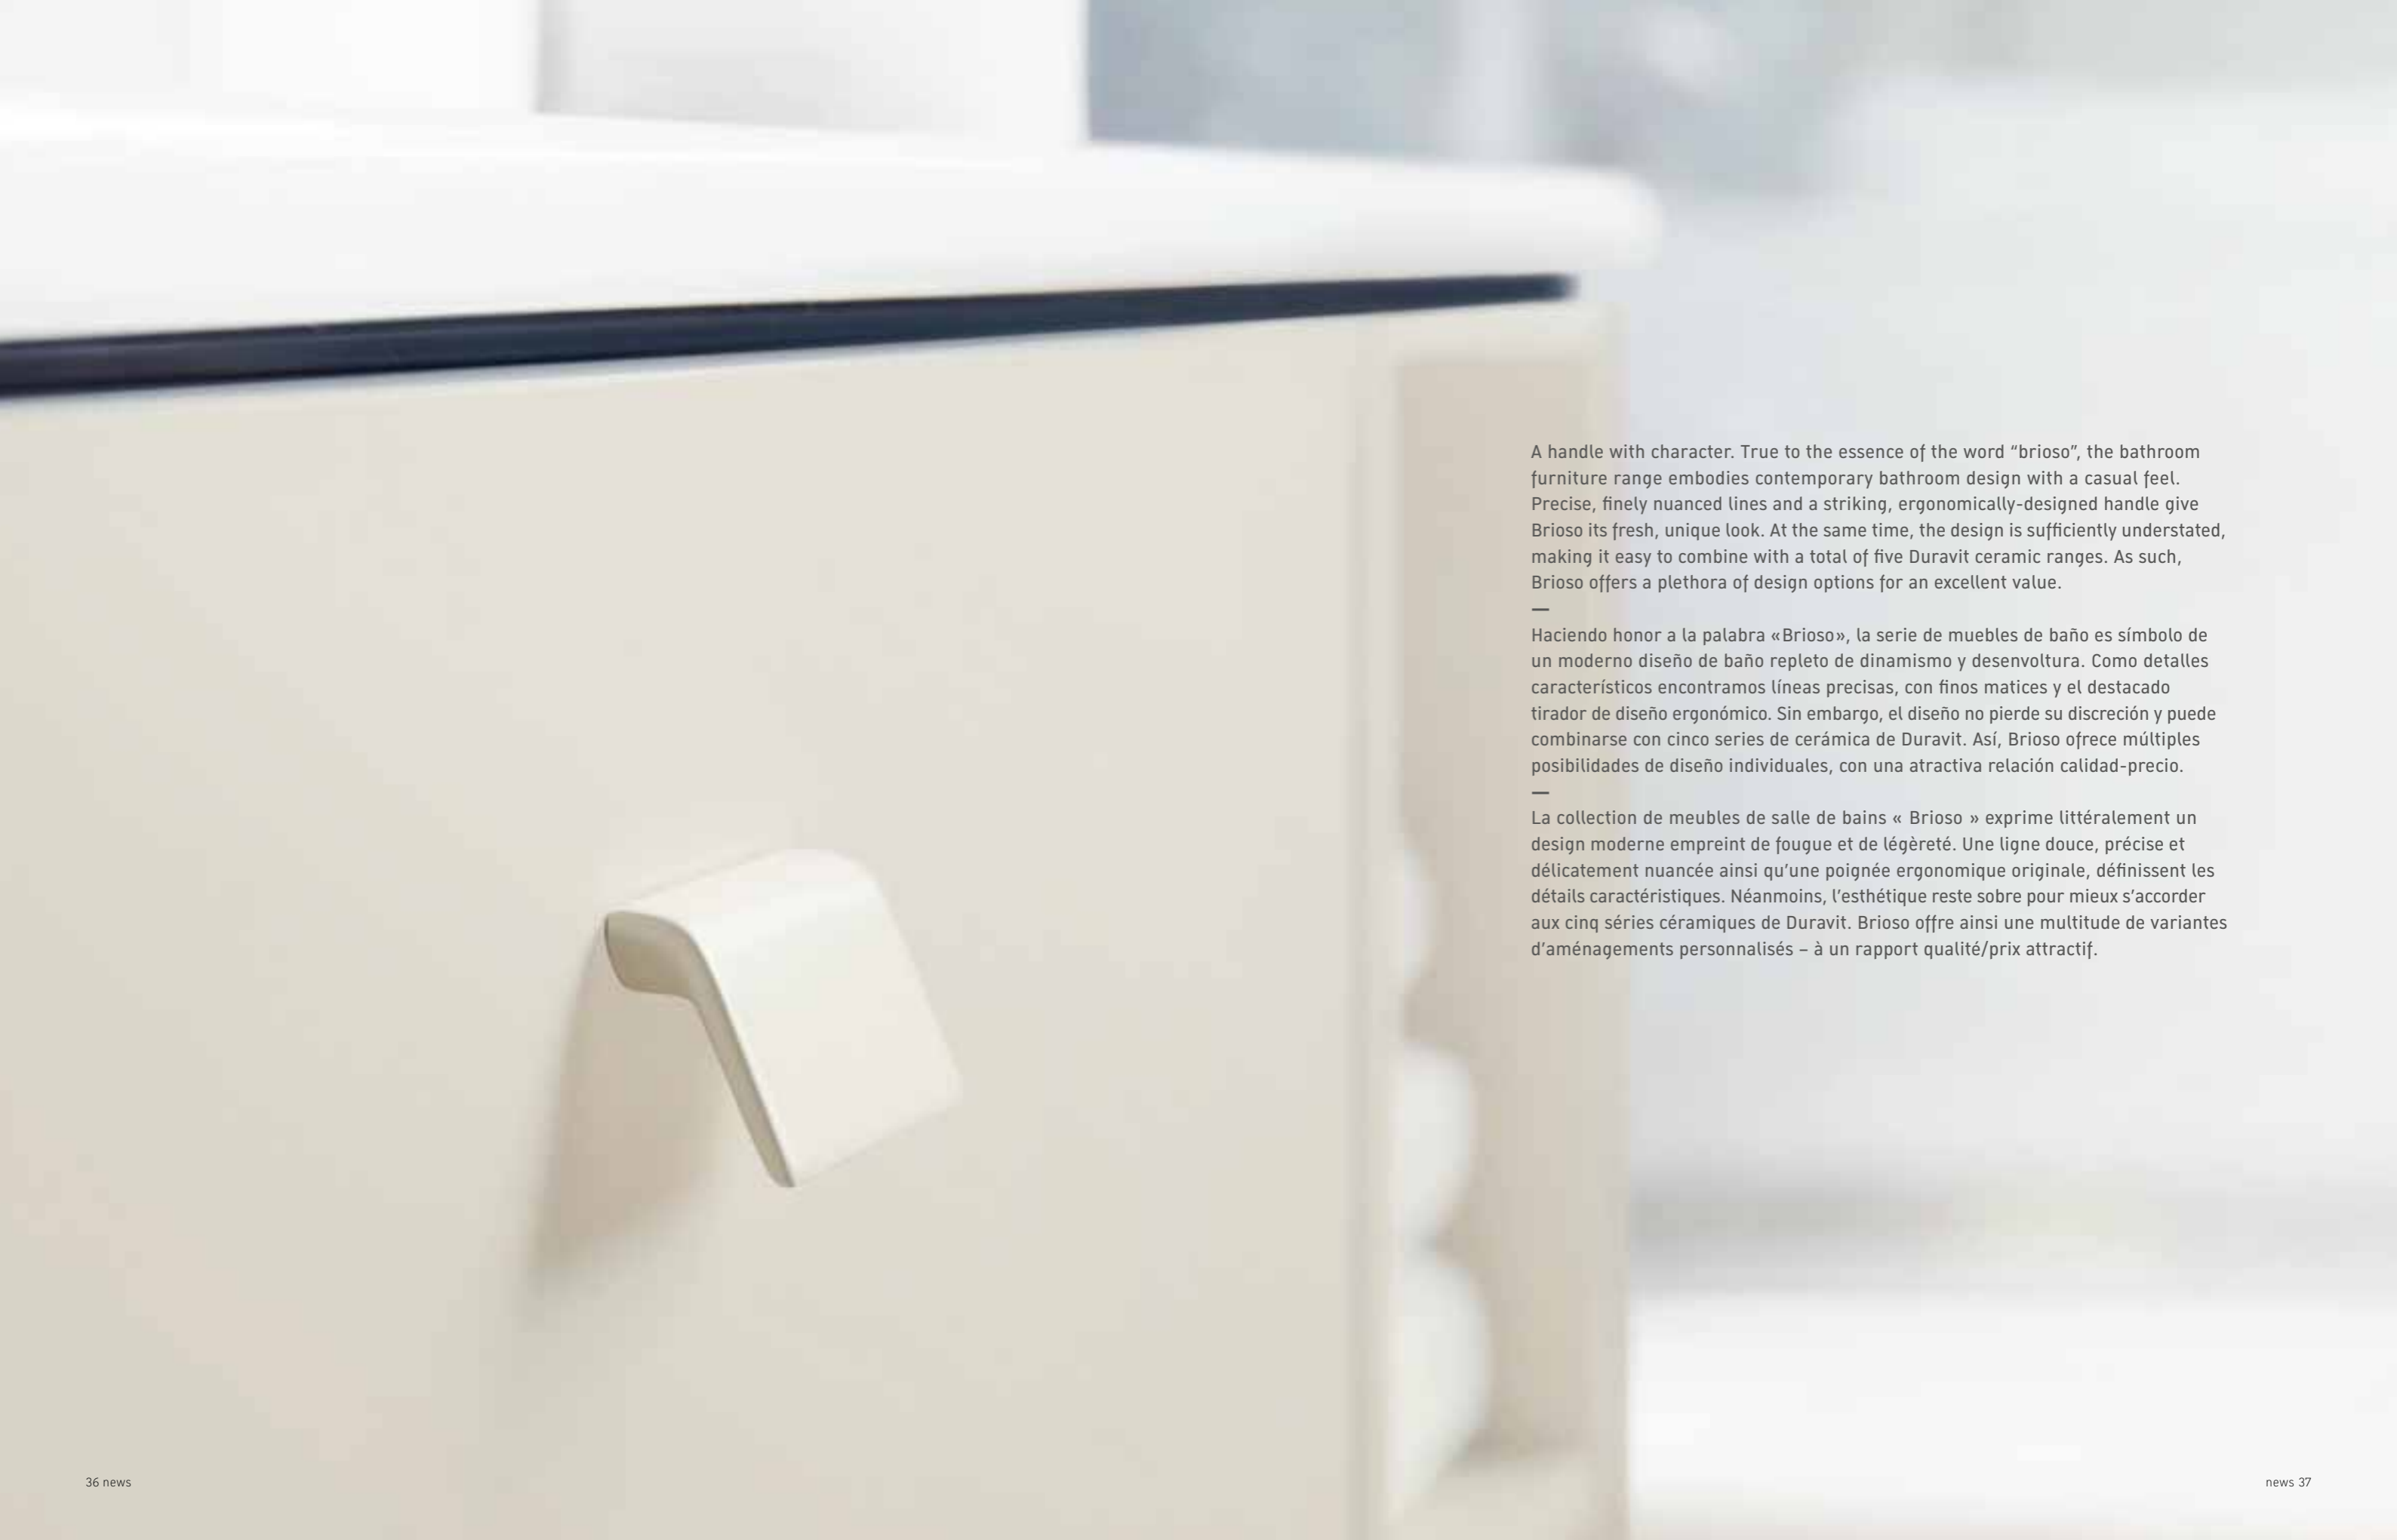 A handle with character. True to the essence of the word “brioso”, the bathroom
furniture range embodies contemporary bathroom design with a casual feel.
Precise, finely nuanced lines and a striking, ergonomically-designed handle give
Brioso its fresh, unique look. At the same time, the design is sufficiently understated,
making it easy to combine with a total of five Duravit ceramic ranges. As such,
Brioso offers a plethora of design options for an excellent value.
—
Haciendo honor a la palabra «Brioso», la serie de muebles de baño es símbolo de
un moderno diseño de baño repleto de dinamismo y desenvoltura. Como detalles
característicos encontramos líneas precisas, con finos matices y el destacado
tirador de diseño ergonómico. Sin embargo, el diseño no pierde su discreción y puede
combinarse con cinco series de cerámica de Duravit. Así, Brioso ofrece múltiples
posibilidades de diseño individuales, con una atractiva relación calidad-precio.
—
La collection de meubles de salle de bains « Brioso » exprime littéralement un
design moderne empreint de fougue et de légèreté. Une ligne douce, précise et
délicatement nuancée ainsi qu’une poignée ergonomique originale, définissent les
détails caractéristiques. Néanmoins, l’esthétique reste sobre pour mieux s’accorder
aux cinq séries céramiques de Duravit. Brioso offre ainsi une multitude de variantes
d’aménagements personnalisés – à un rapport qualité/prix attractif.
36 news
news 37